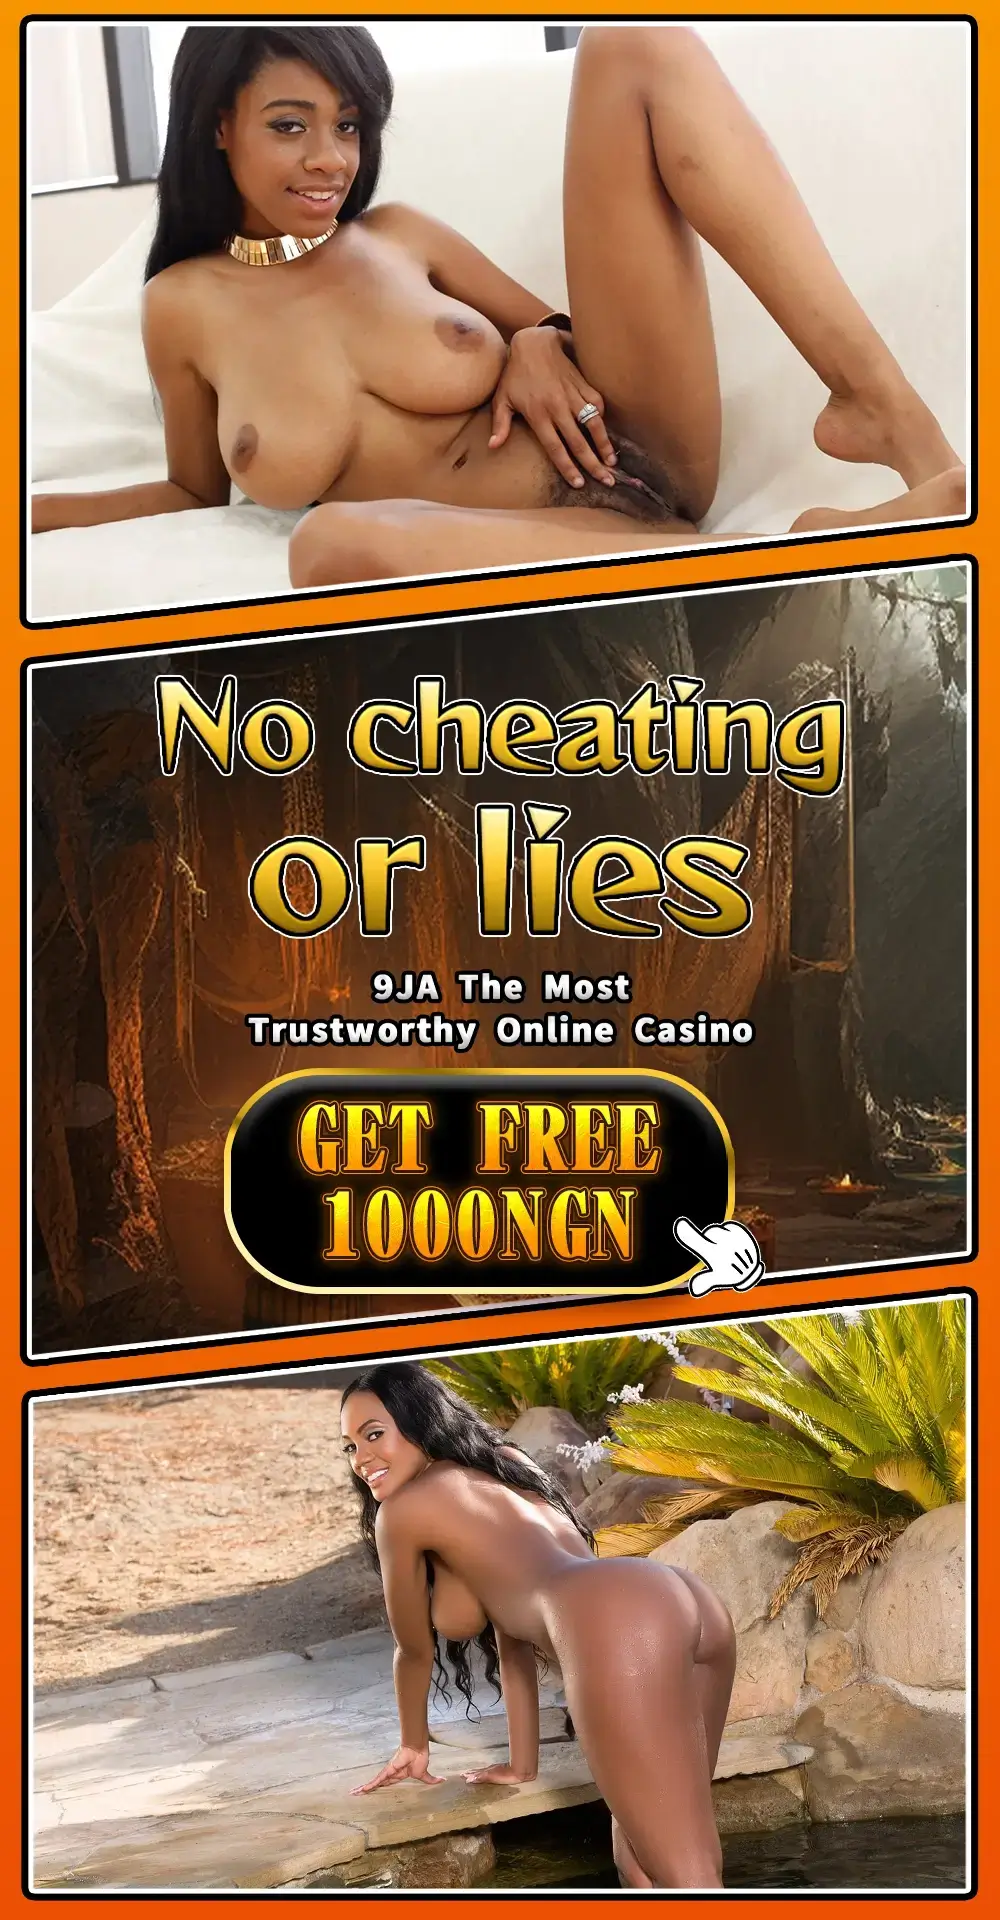 No cheating
or lies
9JA The Most
Trustworthy Online Casino
GET FREE
1000NGN